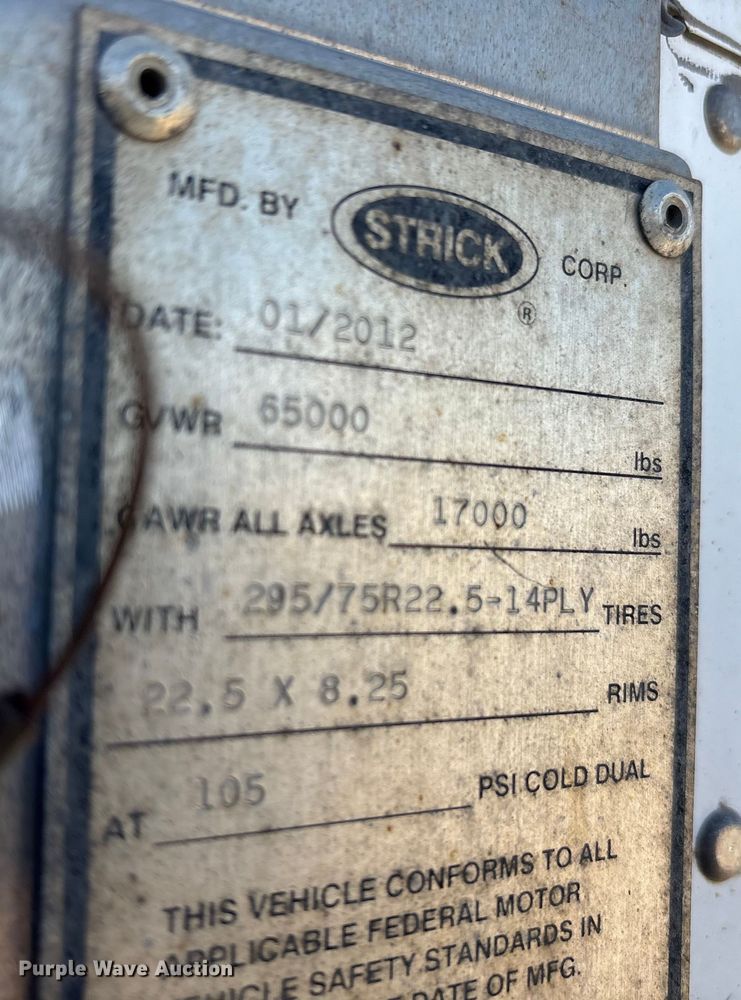 MFD. BY STRICK CORP.
®
DATE: 01/2012
GVWR 65000 lbs
GAWR ALL AXLES 17000 lbs
WITH 295/75R22.5-14PLY TIRES
22.5 X 8.25 RIMS
AT 105 PSI COLD DUAL
THIS VEHICLE CONFORMS TO ALL
APPLICABLE FEDERAL MOTOR
VEHICLE SAFETY STANDARDS IN
DATE OF MFG.
Purple Wave Auction